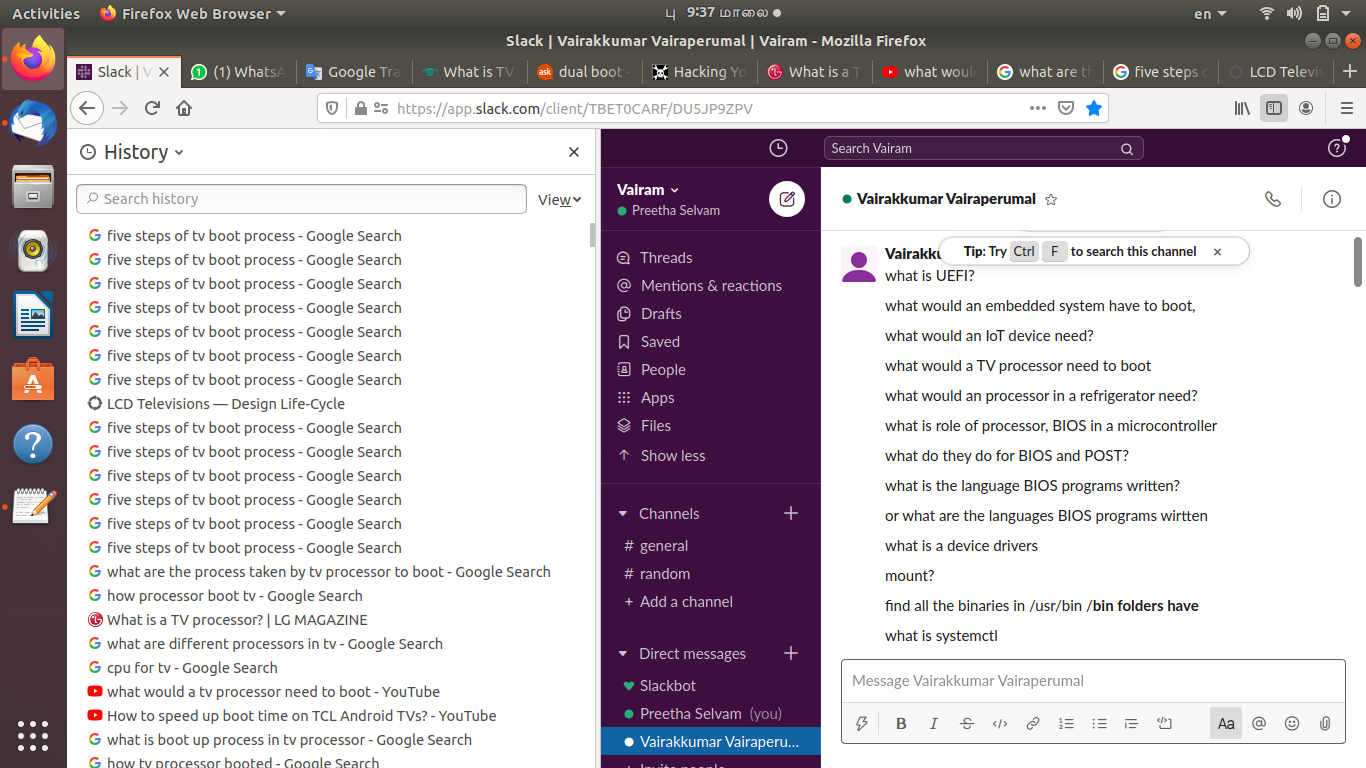 Activities
Firefox Web Browser
பு 9:37 மாலை
en
Slack | Vairakkumar Vairaperumal | Vairam - Mozilla Firefox
Slack | V
(1) WhatsA
Google Tra
What is TV
dual boot -
Hacking Yo
What is a T
what woul
what are th
five steps o
LCD Televis
https://app.slack.com/client/TBET0CARF/DU5JP9ZPV
History
Search history
View
five steps of tv boot process - Google Search
five steps of tv boot process - Google Search
five steps of tv boot process - Google Search
five steps of tv boot process - Google Search
five steps of tv boot process - Google Search
five steps of tv boot process - Google Search
five steps of tv boot process - Google Search
LCD Televisions — Design Life-Cycle
five steps of tv boot process - Google Search
five steps of tv boot process - Google Search
five steps of tv boot process - Google Search
five steps of tv boot process - Google Search
five steps of tv boot process - Google Search
five steps of tv boot process - Google Search
what are the process taken by tv processor to boot - Google Search
how processor boot tv - Google Search
What is a TV processor? | LG MAGAZINE
what are different processors in tv - Google Search
cpu for tv - Google Search
what would a tv processor need to boot - YouTube
How to speed up boot time on TCL Android TVs? - YouTube
what is boot up process in tv processor - Google Search
how tv processor booted - Google Search
Search Vairam
Vairam
Preetha Selvam
Threads
Mentions & reactions
Drafts
Saved
People
Apps
Files
Show less
Channels
# general
# random
+ Add a channel
Direct messages
Slackbot
Preetha Selvam (you)
Vairakkumar Vairaperu...
+ Invite people
Vairakkumar Vairaperumal
Tip: Try Ctrl F to search this channel
Vairakku
what is UEFI?
what would an embedded system have to boot,
what would an IoT device need?
what would a TV processor need to boot
what would an processor in a refrigerator need?
what is role of processor, BIOS in a microcontroller
what do they do for BIOS and POST?
what is the language BIOS programs written?
or what are the languages BIOS programs wirtten
what is a device drivers
mount?
find all the binaries in /usr/bin /bin folders have
what is systemctl
Message Vairakkumar Vairaperumal
B I S Aa @